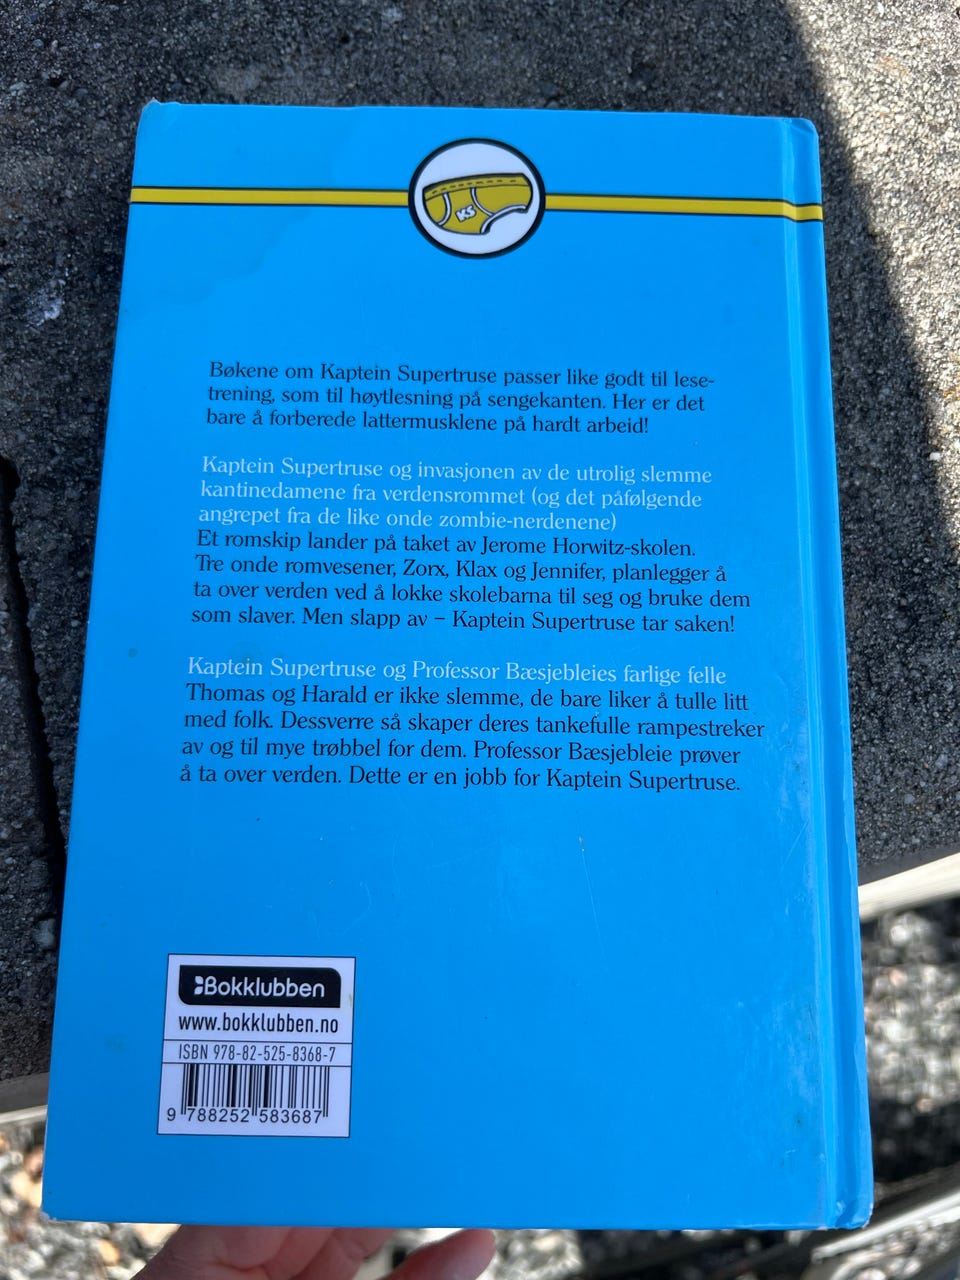 KS
Bøkene om Kaptein Supertruse passer like godt til lese-
trening, som til høytlesning på sengekanten. Her er det
bare å forberede lattermusklene på hardt arbeid!
Kaptein Supertruse og invasjonen av de utrolig slemme
kantinedamene fra verdensrommet (og det påfølgende
angrepet fra de like onde zombie-nerdenene)
Et romskip lander på taket av Jerome Horwitz-skolen.
Tre onde romvesener, Zorx, Klax og Jennifer, planlegger å
ta over verden ved å lokke skolebarna til seg og bruke dem
som slaver. Men slapp av – Kaptein Supertruse tar saken!
Kaptein Supertruse og Professor Bæsjebleies farlige felle
Thomas og Harald er ikke slemme, de bare liker å tulle litt
med folk. Dessverre så skaper deres tankefulle rampestreker
av og til mye trøbbel for dem. Professor Bæsjebleie prøver
å ta over verden. Dette er en jobb for Kaptein Supertruse.
Bokklubben
www.bokklubben.no
ISBN 978-82-525-8368-7
9 788252 583687